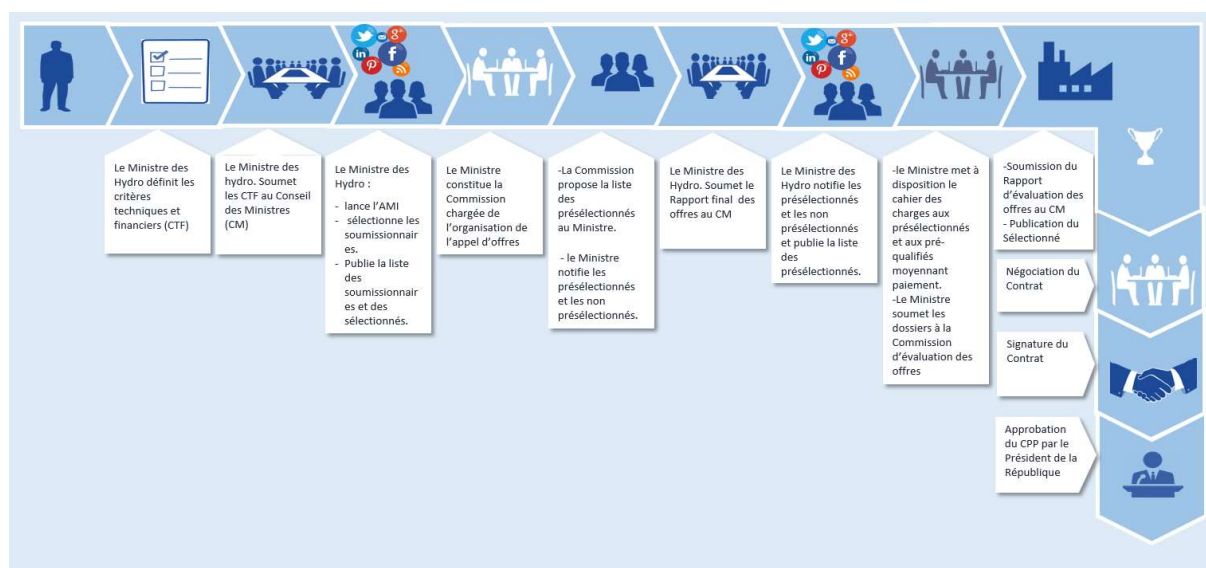 Le Ministre des
Hydro définit les
critères
techniques et
financiers (CTF)
Le Ministre des
hydro. Soumet
les CTF au Conseil
des Ministres
(CM)
Le Ministre des
Hydro :
- lance l'AMI
- sélectionne les
soumissionnair
es.
- Publie la liste
des
soumissionnair
es et des
sélectionnés.
Le Ministre
constitue la
Commission
chargée de
l'organisation de
l'appel d'offres
-La Commission
propose la liste
des
présélectionnés
au Ministre.
- le Ministre
notifie les
présélectionnés
et les non
présélectionnés.
Le Ministre des
Hydro. Soumet le
Rapport final des
offres au CM
Le Ministre des
Hydro notifie les
présélectionnés
et les non
présélectionnés
et publie la liste
des
présélectionnés.
-le Ministre met à
disposition le
cahier des
charges aux
présélectionnés
et aux pré-
qualifiés
moyennant
paiement.
-Le Ministre
soumet les
dossiers à la
Commission
d'évaluation des
offres
-Soumission du
Rapport
d'évaluation des
offres au CM
- Publication du
Sélectionné
Négociation du
Contrat
Signature du
Contrat
Approbation
du CPP par le
Président de la
République